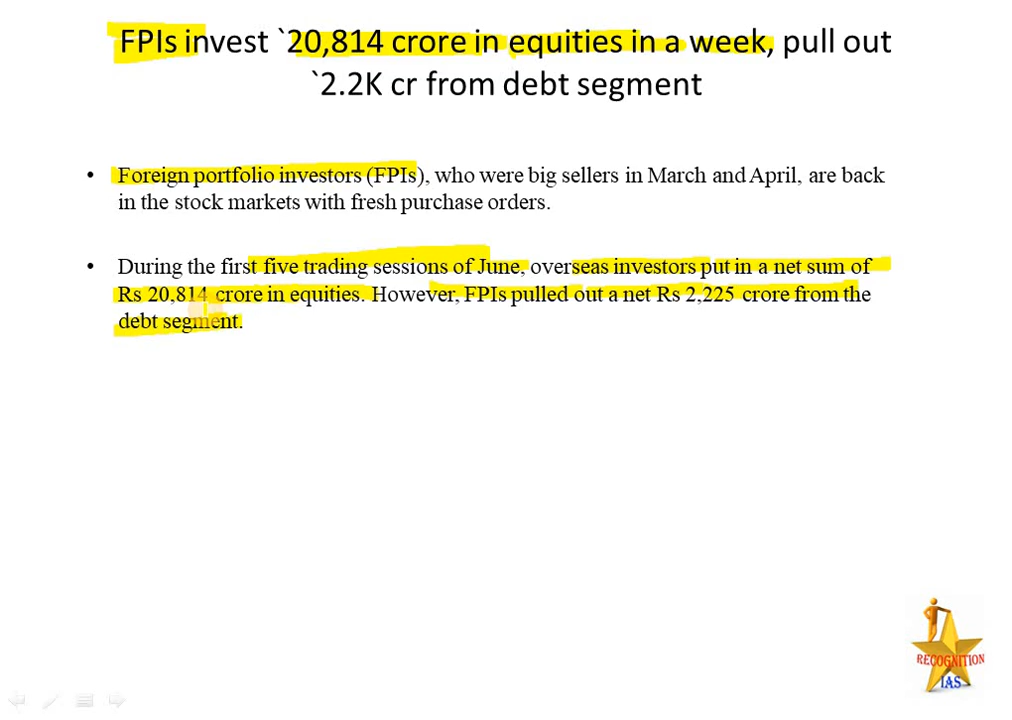 FPIs invest `20,814 crore in equities in a week, pull out
`2.2K cr from debt segment
• Foreign portfolio investors (FPIs), who were big sellers in March and April, are back
in the stock markets with fresh purchase orders.
• During the first five trading sessions of June, overseas investors put in a net sum of
Rs 20,814 crore in equities. However, FPIs pulled out a net Rs 2,225 crore from the
debt segment.
RECOGNITION
IAS